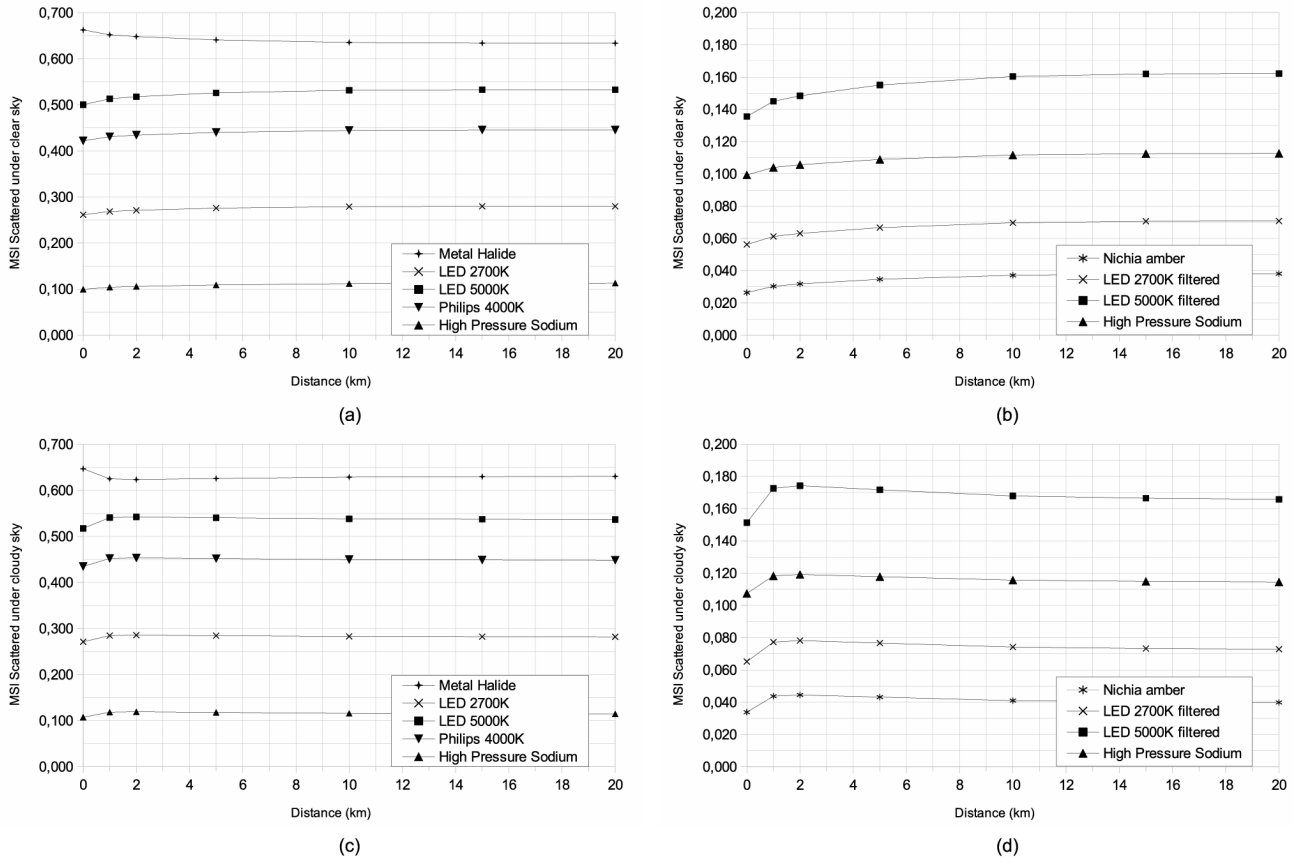 MSI Scattered under clear sky
0,700
0,600
0,500
0,400
0,300
0,200
0,100
0,000
Metal Halide
LED 2700K
LED 5000K
Philips 4000K
High Pressure Sodium
0 2 4 6 8 10 12 14 16 18 20
Distance (km)
(a)
MSI Scattered under clear sky
0,200
0,180
0,160
0,140
0,120
0,100
0,080
0,060
0,040
0,020
0,000
Nichia amber
LED 2700K filtered
LED 5000K filtered
High Pressure Sodium
0 2 4 6 8 10 12 14 16 18 20
Distance (km)
(b)
MSI Scattered under cloudy sky
0,700
0,600
0,500
0,400
0,300
0,200
0,100
0,000
Metal Halide
LED 2700K
LED 5000K
Philips 4000K
High Pressure Sodium
0 2 4 6 8 10 12 14 16 18 20
Distance (km)
(c)
MSI Scattered under cloudy sky
0,200
0,180
0,160
0,140
0,120
0,100
0,080
0,060
0,040
0,020
0,000
Nichia amber
LED 2700K filtered
LED 5000K filtered
High Pressure Sodium
0 2 4 6 8 10 12 14 16 18 20
Distance (km)
(d)